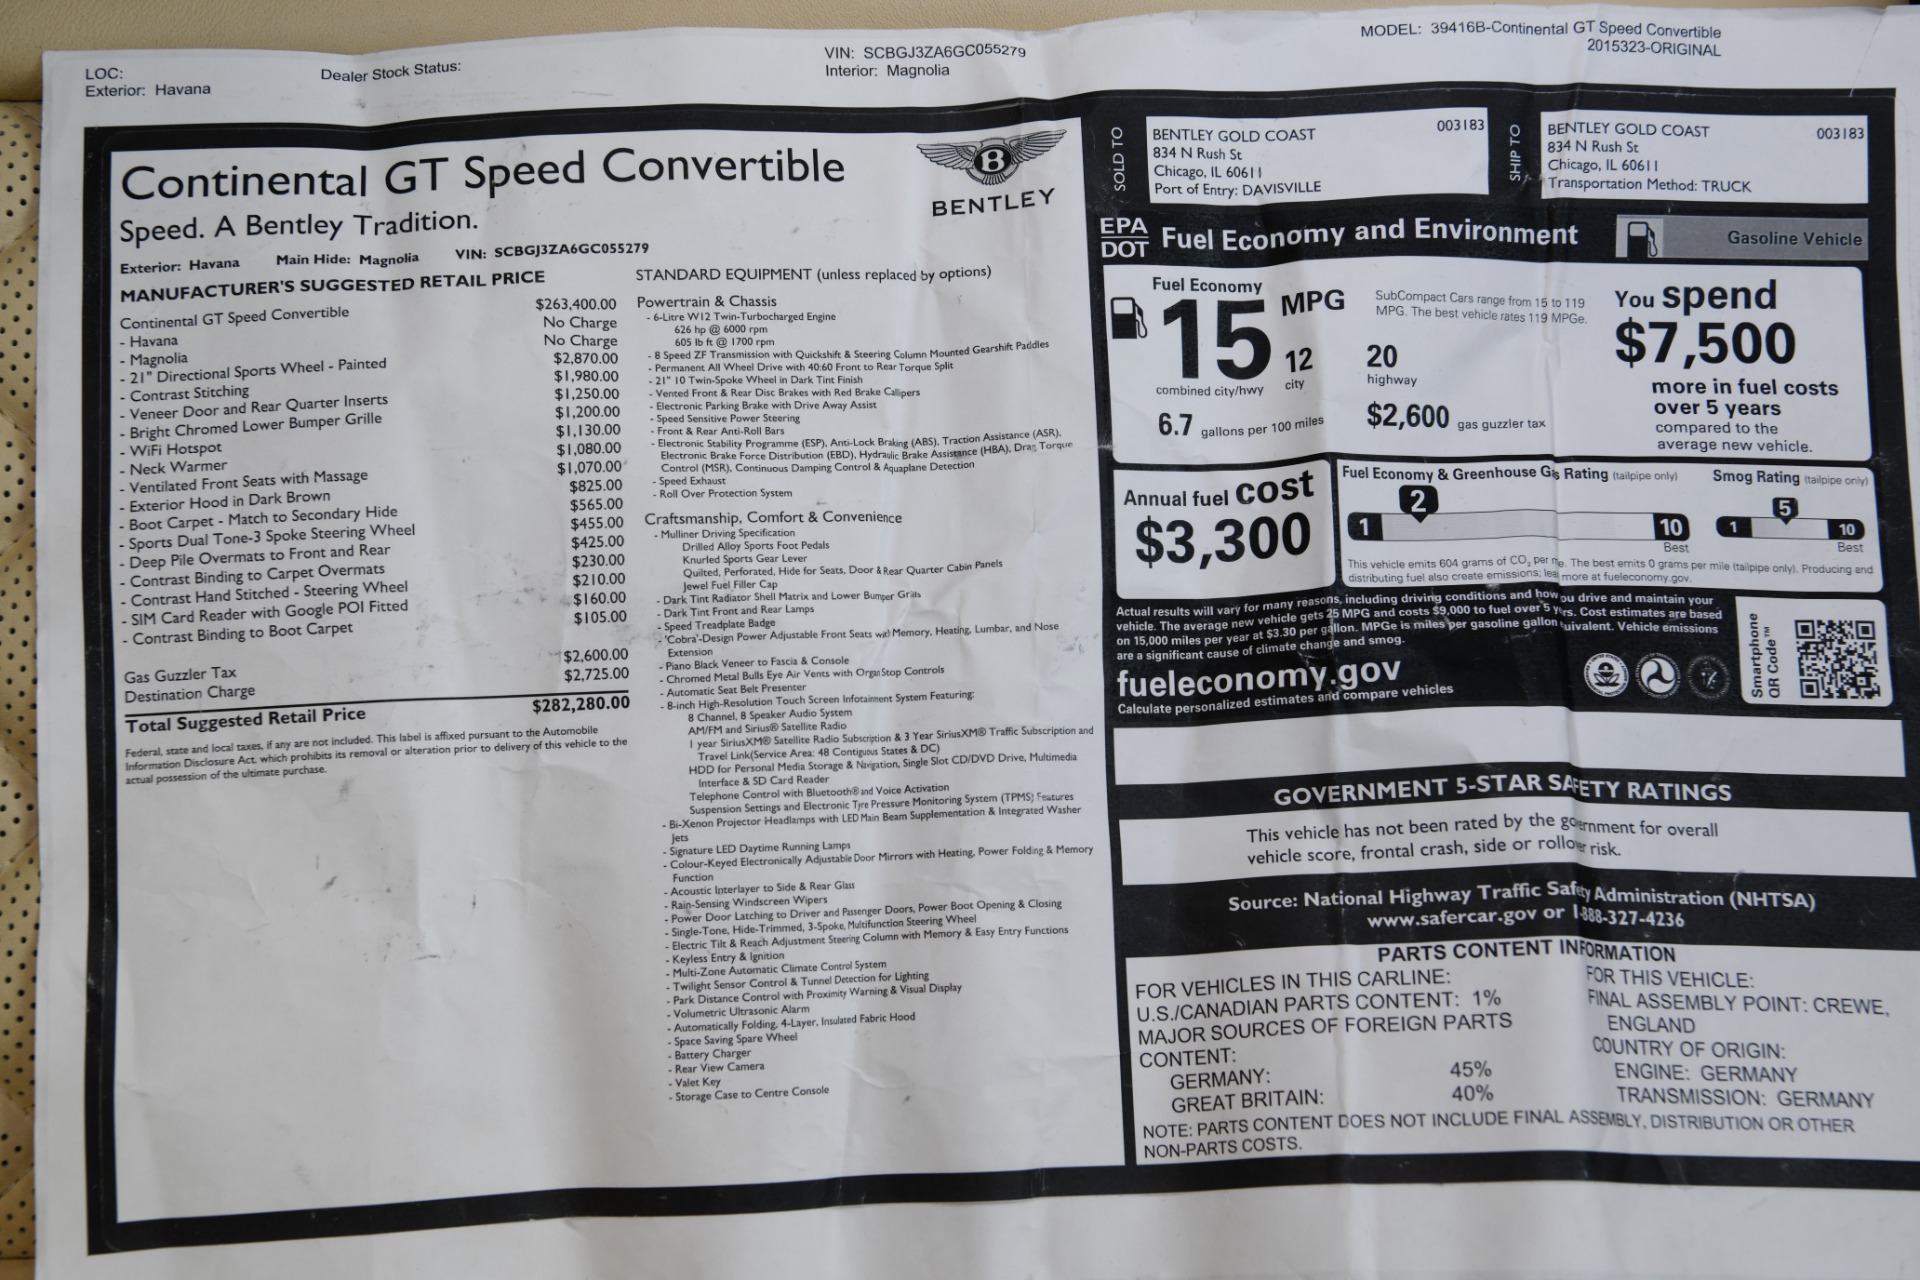 LOC:
Exterior: Havana
Dealer Stock Status:
VIN: SCBGJ3ZA6GC055279
Interior: Magnolia
MODEL: 39416B-Continental GT Speed Convertible
2015323-ORIGINAL
Continental GT Speed Convertible
Speed. A Bentley Tradition.
B
BENTLEY
Exterior: Havana Main Hide: Magnolia VIN: SCBGJ3ZA6GC055279
MANUFACTURER'S SUGGESTED RETAIL PRICE
Continental GT Speed Convertible $263,400.00
- Havana No Charge
- Magnolia No Charge
- 21" Directional Sports Wheel - Painted $2,870.00
- Contrast Stitching $1,980.00
- Veneer Door and Rear Quarter Inserts $1,250.00
- Bright Chromed Lower Bumper Grille $1,200.00
- WiFi Hotspot $1,130.00
- Neck Warmer $1,080.00
- Ventilated Front Seats with Massage $1,070.00
- Exterior Hood in Dark Brown $825.00
- Boot Carpet - Match to Secondary Hide $565.00
- Sports Dual Tone-3 Spoke Steering Wheel $455.00
- Deep Pile Overmats to Front and Rear $425.00
- Contrast Binding to Carpet Overmats $230.00
- Contrast Hand Stitched - Steering Wheel $210.00
- SIM Card Reader with Google POI Fitted $160.00
- Contrast Binding to Boot Carpet $105.00
Gas Guzzler Tax $2,600.00
Destination Charge $2,725.00
Total Suggested Retail Price $282,280.00
Federal, state and local taxes, if any are not included. This label is affixed pursuant to the Automobile
Information Disclosure Act. which prohibits its removal or alteration prior to delivery of this vehicle to the
actual possession of the ultimate purchase.
STANDARD EQUIPMENT (unless replaced by options)
Powertrain & Chassis
- 6-Litre W12 Twin-Turbocharged Engine
626 hp @ 6000 rpm
605 lb ft @ 1700 rpm
- 8 Speed ZF Transmission with Quickshift & Steering Column Mounted Gearshift Paddles
- Permanent All Wheel Drive with 40:60 Front to Rear Torque Split
- 21" 10 Twin-Spoke Wheel in Dark Tint Finish
- Vented Front & Rear Disc Brakes with Red Brake Callipers
- Electronic Parking Brake with Drive Away Assist
- Speed Sensitive Power Steering
- Front & Rear Anti-Roll Bars
- Electronic Stability Programme (ESP), Anti-Lock Braking (ABS), Traction Assistance (ASR),
Electronic Brake Force Distribution (EBD), Hydraulic Brake Assistance (HBA), Drag Torque
Control (MSR), Continuous Damping Control & Aquaplane Detection
- Speed Exhaust
- Roll Over Protection System
Craftsmanship, Comfort & Convenience
- Mulliner Driving Specification
Drilled Alloy Sports Foot Pedals
Knurled Sports Gear Lever
Quilted, Perforated, Hide for Seats, Door & Rear Quarter Cabin Panels
Jewel Fuel Filler Cap
- Dark Tint Radiator Shell Matrix and Lower Bumper Grills
- Dark Tint Front and Rear Lamps
- Speed Treadplate Badge
- 'Cobra'-Design Power Adjustable Front Seats with Memory, Heating, Lumbar, and Nose
Extension
- Piano Black Veneer to Fascia & Console
- Chromed Metal Bulls Eye Air Vents with Organ Stop Controls
- Automatic Seat Belt Presenter
- 8-inch High-Resolution Touch Screen Infotainment System Featuring:
8 Channel, 8 Speaker Audio System
AM/FM and Sirius® Satellite Radio
1 year SiriusXM® Satellite Radio Subscription & 3 Year SiriusXM® Traffic Subscription and
Travel Link(Service Area: 48 Contiguous States & DC)
HDD for Personal Media Storage & Navigation, Single Slot CD/DVD Drive, Multimedia
Interface & SD Card Reader
Telephone Control with Bluetooth® and Voice Activation
Suspension Settings and Electronic Tyre Pressure Monitoring System (TPMS) Features
- Bi-Xenon Projector Headlamps with LED Main Beam Supplementation & Integrated Washer
Jets
- Signature LED Daytime Running Lamps
- Colour-Keyed Electronically Adjustable Door Mirrors with Heating, Power Folding & Memory
Function
- Acoustic Interlayer to Side & Rear Glass
- Rain-Sensing Windscreen Wipers
- Power Door Latching to Driver and Passenger Doors, Power Boot Opening & Closing
- Single-Tone, Hide-Trimmed, 3-Spoke, Multifunction Steering Wheel
- Electric Tilt & Reach Adjustment Steering Column with Memory & Easy Entry Functions
- Keyless Entry & Ignition
- Multi-Zone Automatic Climate Control System
- Twilight Sensor Control & Tunnel Detection for Lighting
- Park Distance Control with Proximity Warning & Visual Display
- Volumetric Ultrasonic Alarm
- Automatically Folding, 4-Layer, Insulated Fabric Hood
- Space Saving Spare Wheel
- Battery Charger
- Rear View Camera
- Valet Key
- Storage Case to Centre Console
SOLD TO
BENTLEY GOLD COAST 003183
834 N Rush St
Chicago, IL 60611
Port of Entry: DAVISVILLE
SHIP TO
BENTLEY GOLD COAST 003183
834 N Rush St
Chicago, IL 60611
Transportation Method: TRUCK
EPA
DOT
Fuel Economy and Environment
Gasoline Vehicle
Fuel Economy
15 MPG
combined city/hwy
12
city
20
highway
SubCompact Cars range from 15 to 119
MPG. The best vehicle rates 119 MPGe.
6.7 gallons per 100 miles
$2,600 gas guzzler tax
You spend
$7,500
more in fuel costs
over 5 years
compared to the
average new vehicle.
Annual fuel cost
$3,300
Fuel Economy & Greenhouse Gas Rating (tailpipe only)
2
1 10
Best
Smog Rating (tailpipe only)
5
1 10
Best
This vehicle emits 604 grams of CO2 per m e. The best emits 0 grams per mile (tailpipe only). Producing and
distributing fuel also create emissions; lea more at fueleconomy.gov.
Actual results will vary for many reasons, including driving conditions and how ou drive and maintain your
vehicle. The average new vehicle gets 25 MPG and costs $9,000 to fuel over 5 y rs. Cost estimates are based
on 15,000 miles per year at $3.30 per gallon. MPGe is miles per gasoline gallon uivalent. Vehicle emissions
are a significant cause of climate change and smog.
fueleconomy.gov
Calculate personalized estimates and compare vehicles
Smartphone
QR Code™
GOVERNMENT 5-STAR SAFETY RATINGS
This vehicle has not been rated by the government for overall
vehicle score, frontal crash, side or rollover risk.
Source: National Highway Traffic Safety Administration (NHTSA)
www.safercar.gov or 1-888-327-4236
PARTS CONTENT INFORMATION
FOR VEHICLES IN THIS CARLINE:
U.S./CANADIAN PARTS CONTENT: 1%
MAJOR SOURCES OF FOREIGN PARTS
CONTENT:
GERMANY: 45%
GREAT BRITAIN: 40%
FOR THIS VEHICLE:
FINAL ASSEMBLY POINT: CREWE,
ENGLAND
COUNTRY OF ORIGIN:
ENGINE: GERMANY
TRANSMISSION: GERMANY
NOTE: PARTS CONTENT DOES NOT INCLUDE FINAL ASSEMBLY, DISTRIBUTION OR OTHER
NON-PARTS COSTS.